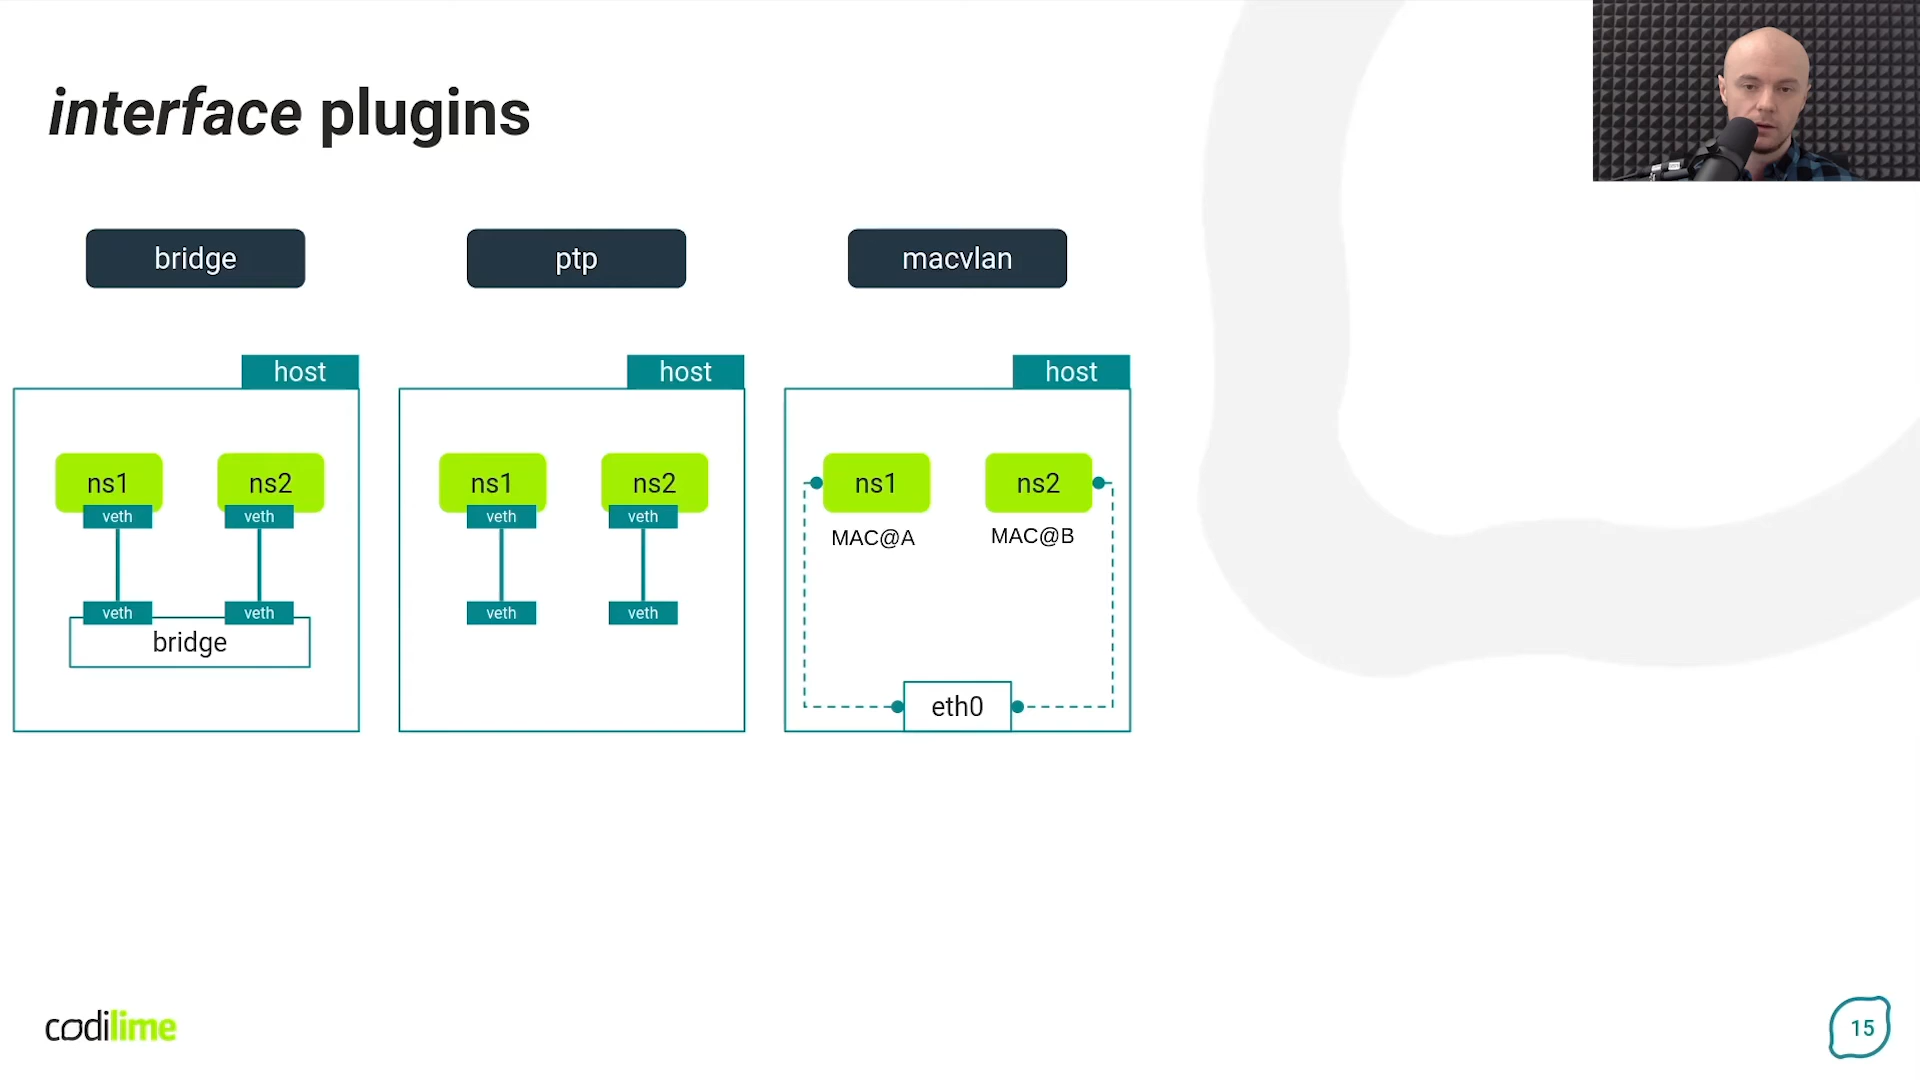 interface plugins
bridge
ptp
macvlan
host
ns1
ns2
veth
veth
veth
veth
bridge
host
ns1
ns2
veth
veth
veth
veth
host
ns1
ns2
MAC@A
MAC@B
eth0
codilime
15